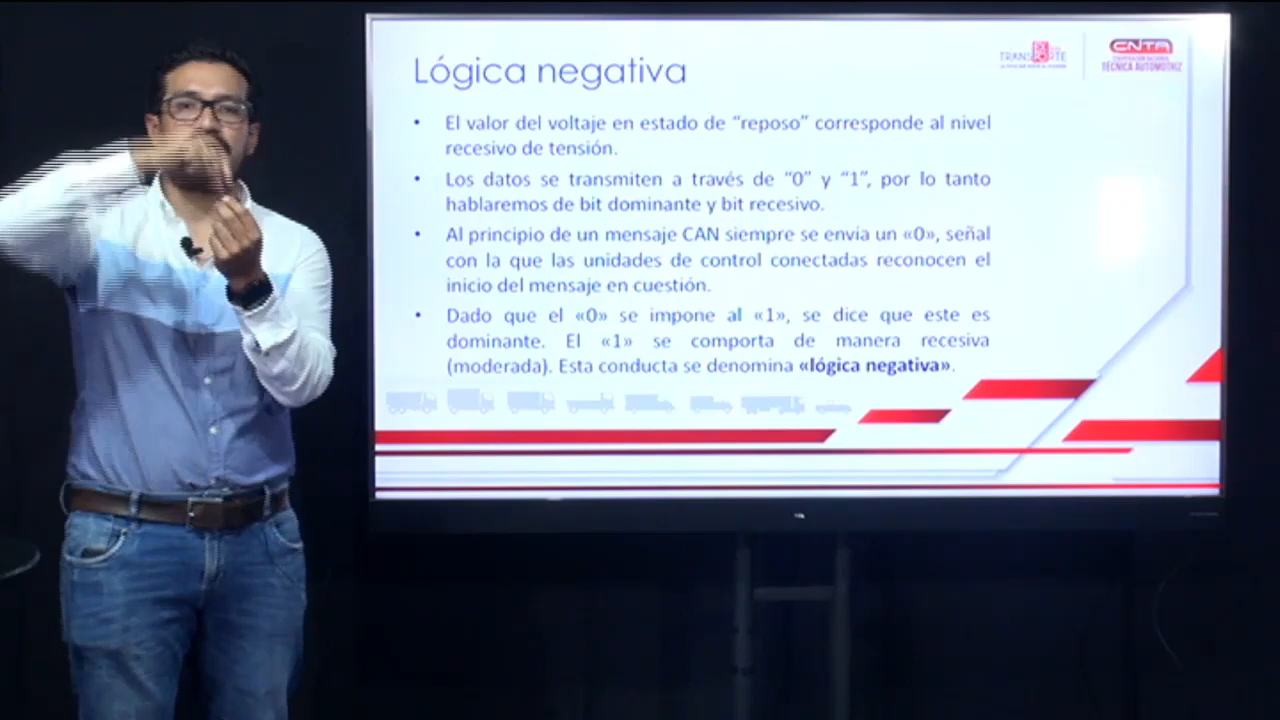 Lógica negativa
TRANSPORTE
CNTA
TÉCNICA AUTOMOTRIZ
• El valor del voltaje en estado de “reposo” corresponde al nivel
recesivo de tensión.
• Los datos se transmiten a través de “0” y “1”, por lo tanto
hablaremos de bit dominante y bit recesivo.
• Al principio de un mensaje CAN siempre se envía un «0», señal
con la que las unidades de control conectadas reconocen el
inicio del mensaje en cuestión.
• Dado que el «0» se impone al «1», se dice que este es
dominante. El «1» se comporta de manera recesiva
(moderada). Esta conducta se denomina «lógica negativa».